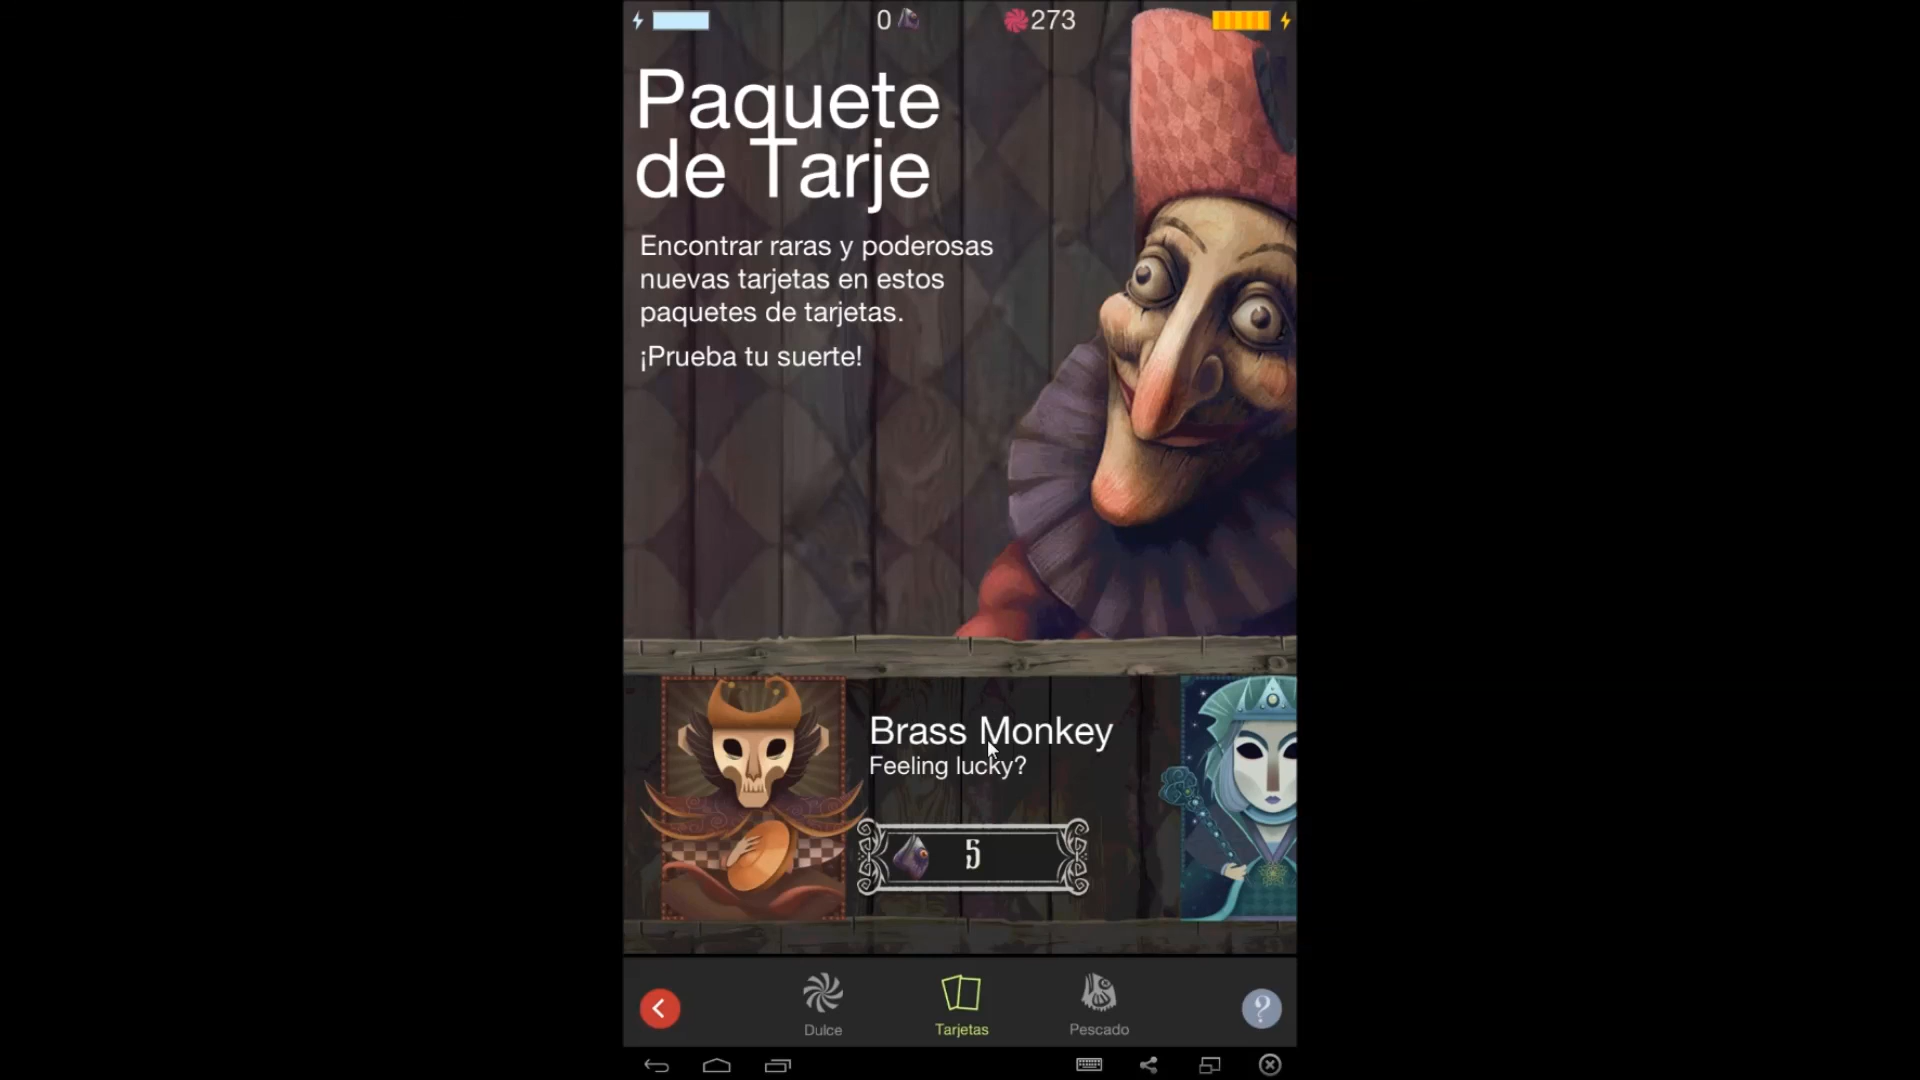 0
273
Paquete
de Tarje
Encontrar raras y poderosas
nuevas tarjetas en estos
paquetes de tarjetas.
¡Prueba tu suerte!
Brass Monkey
Feeling lucky?
5
Dulce
Tarjetas
Pescado
?